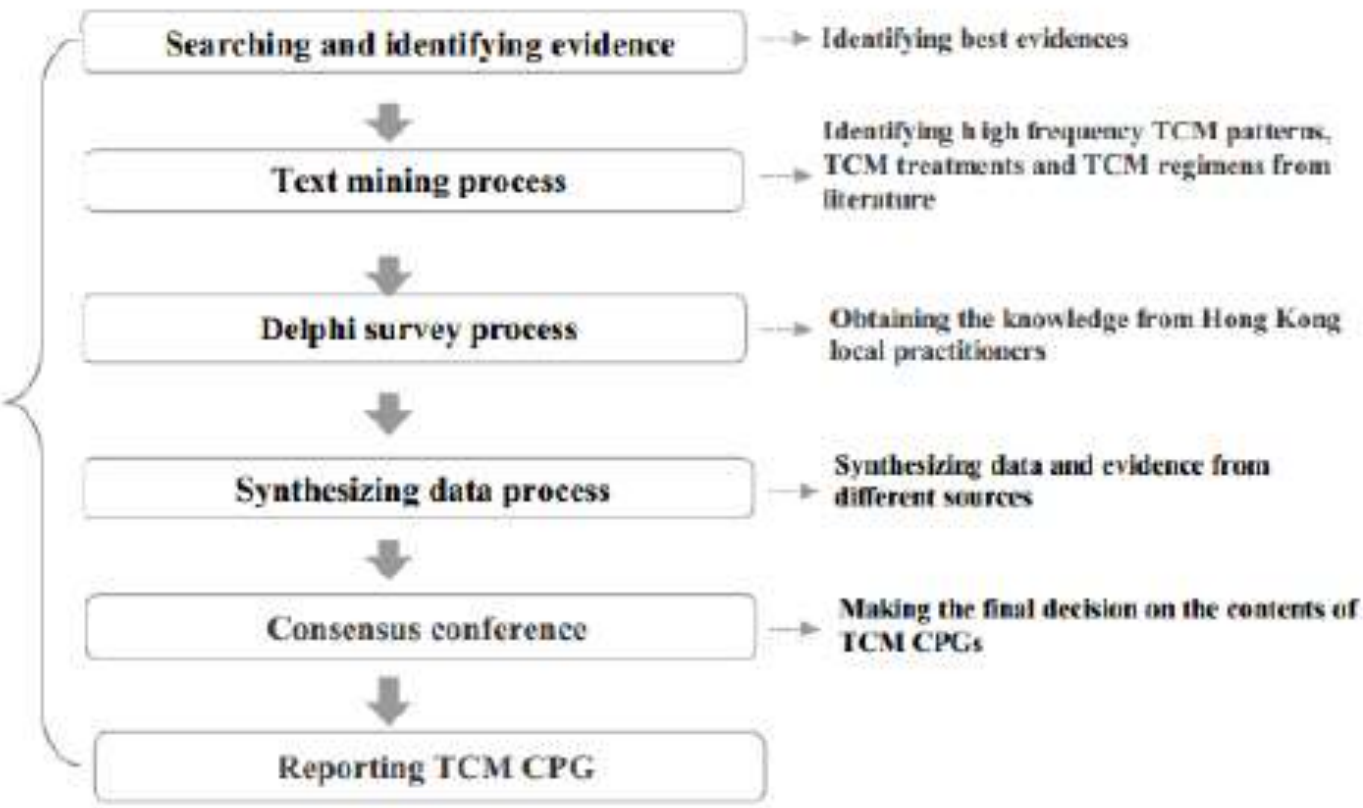 Searching and identifying evidence
Identifying best evidences
Text mining process
Identifying high frequency TCM patterns,
TCM treatments and TCM regimens from
literature
Delphi survey process
Obtaining the knowledge from Hong Kong
local practitioners
Synthesizing data process
Synthesizing data and evidence from
different sources
Consensus conference
Making the final decision on the contents of
TCM CPGs
Reporting TCM CPG